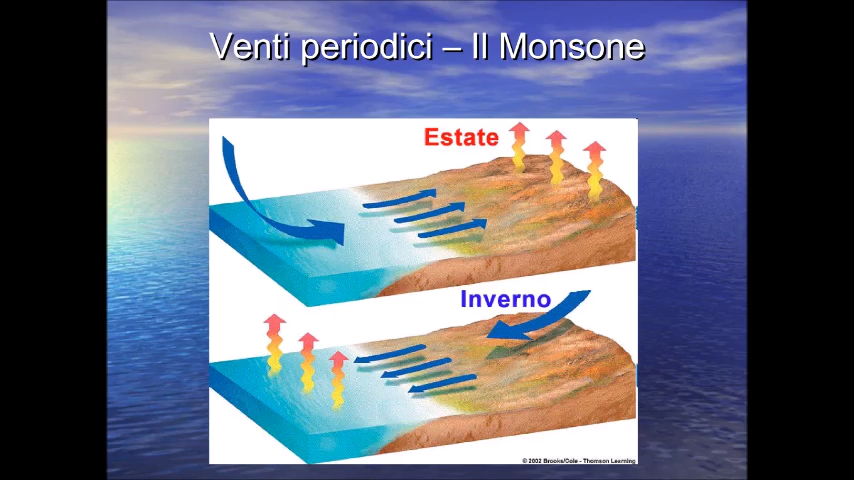 Venti periodici – Il Monsone
Estate
Inverno
© 2002 Brooks/Cole - Thomson Learning